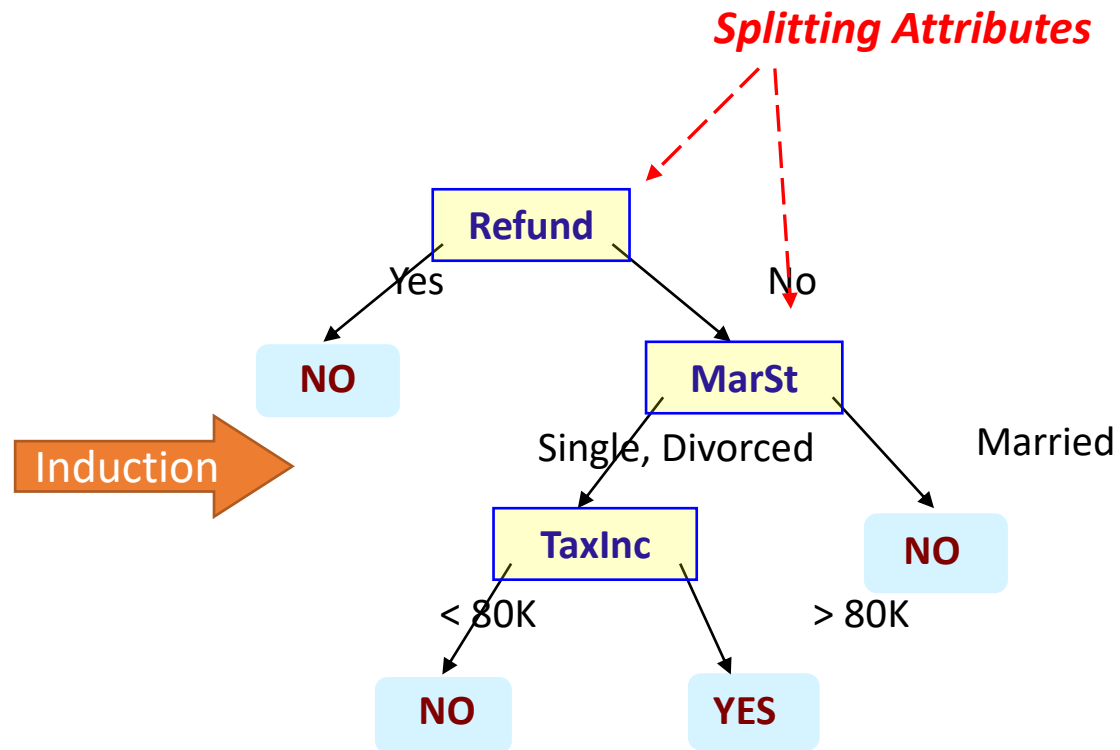 Splitting Attributes
Refund
Yes
No
NO
MarSt
Single, Divorced
Married
Induction
TaxInc
NO
< 80K
> 80K
NO
YES